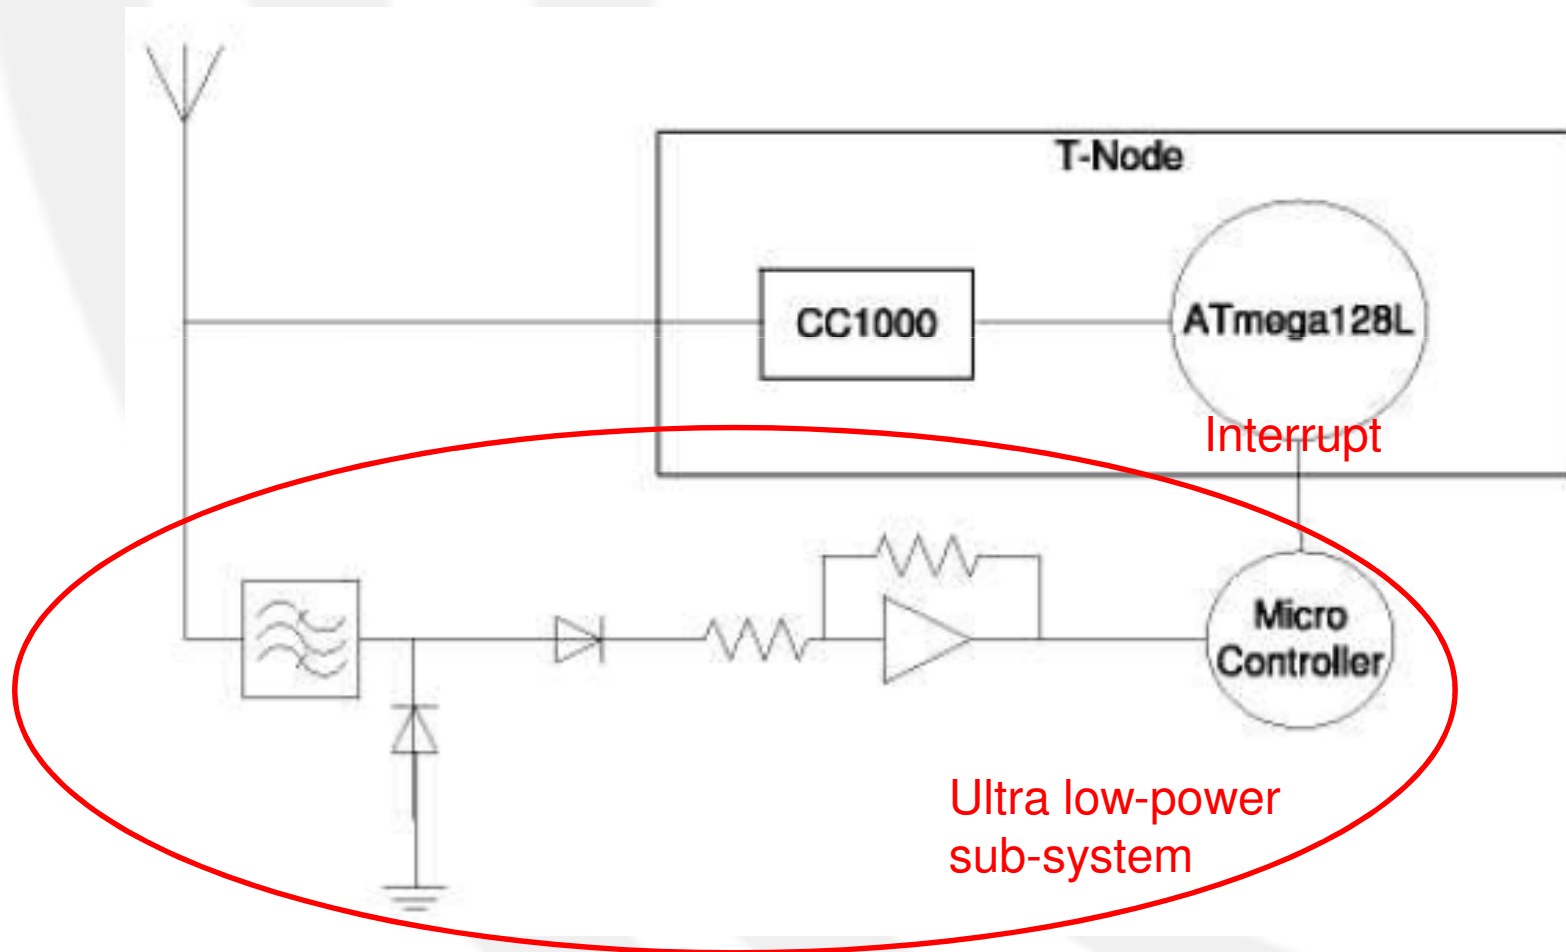 T-Node
CC1000
ATmega128L
Interrupt
Micro
Controller
Ultra low-power
sub-system